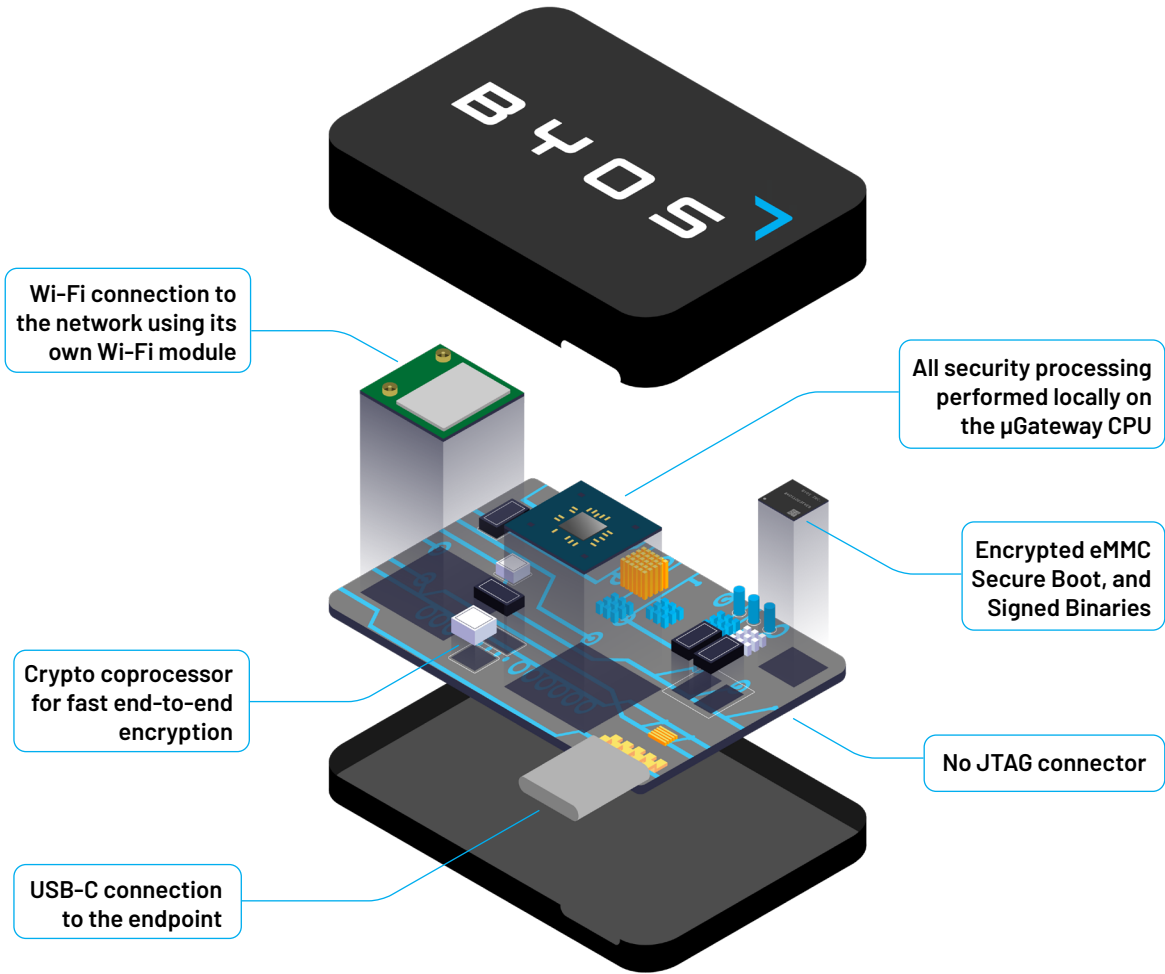 BYOS
Wi-Fi connection to
the network using its
own Wi-Fi module
All security processing
performed locally on
the µGateway CPU
Encrypted eMMC
Secure Boot, and
Signed Binaries
Crypto coprocessor
for fast end-to-end
encryption
No JTAG connector
USB-C connection
to the endpoint